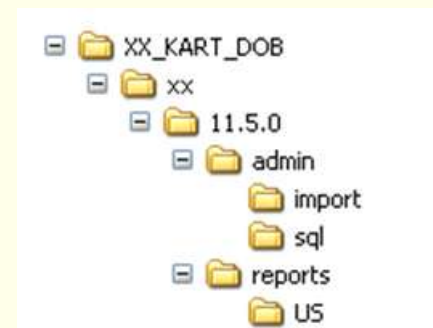 XX_KART_DOB
xx
11.5.0
admin
import
sql
reports
US